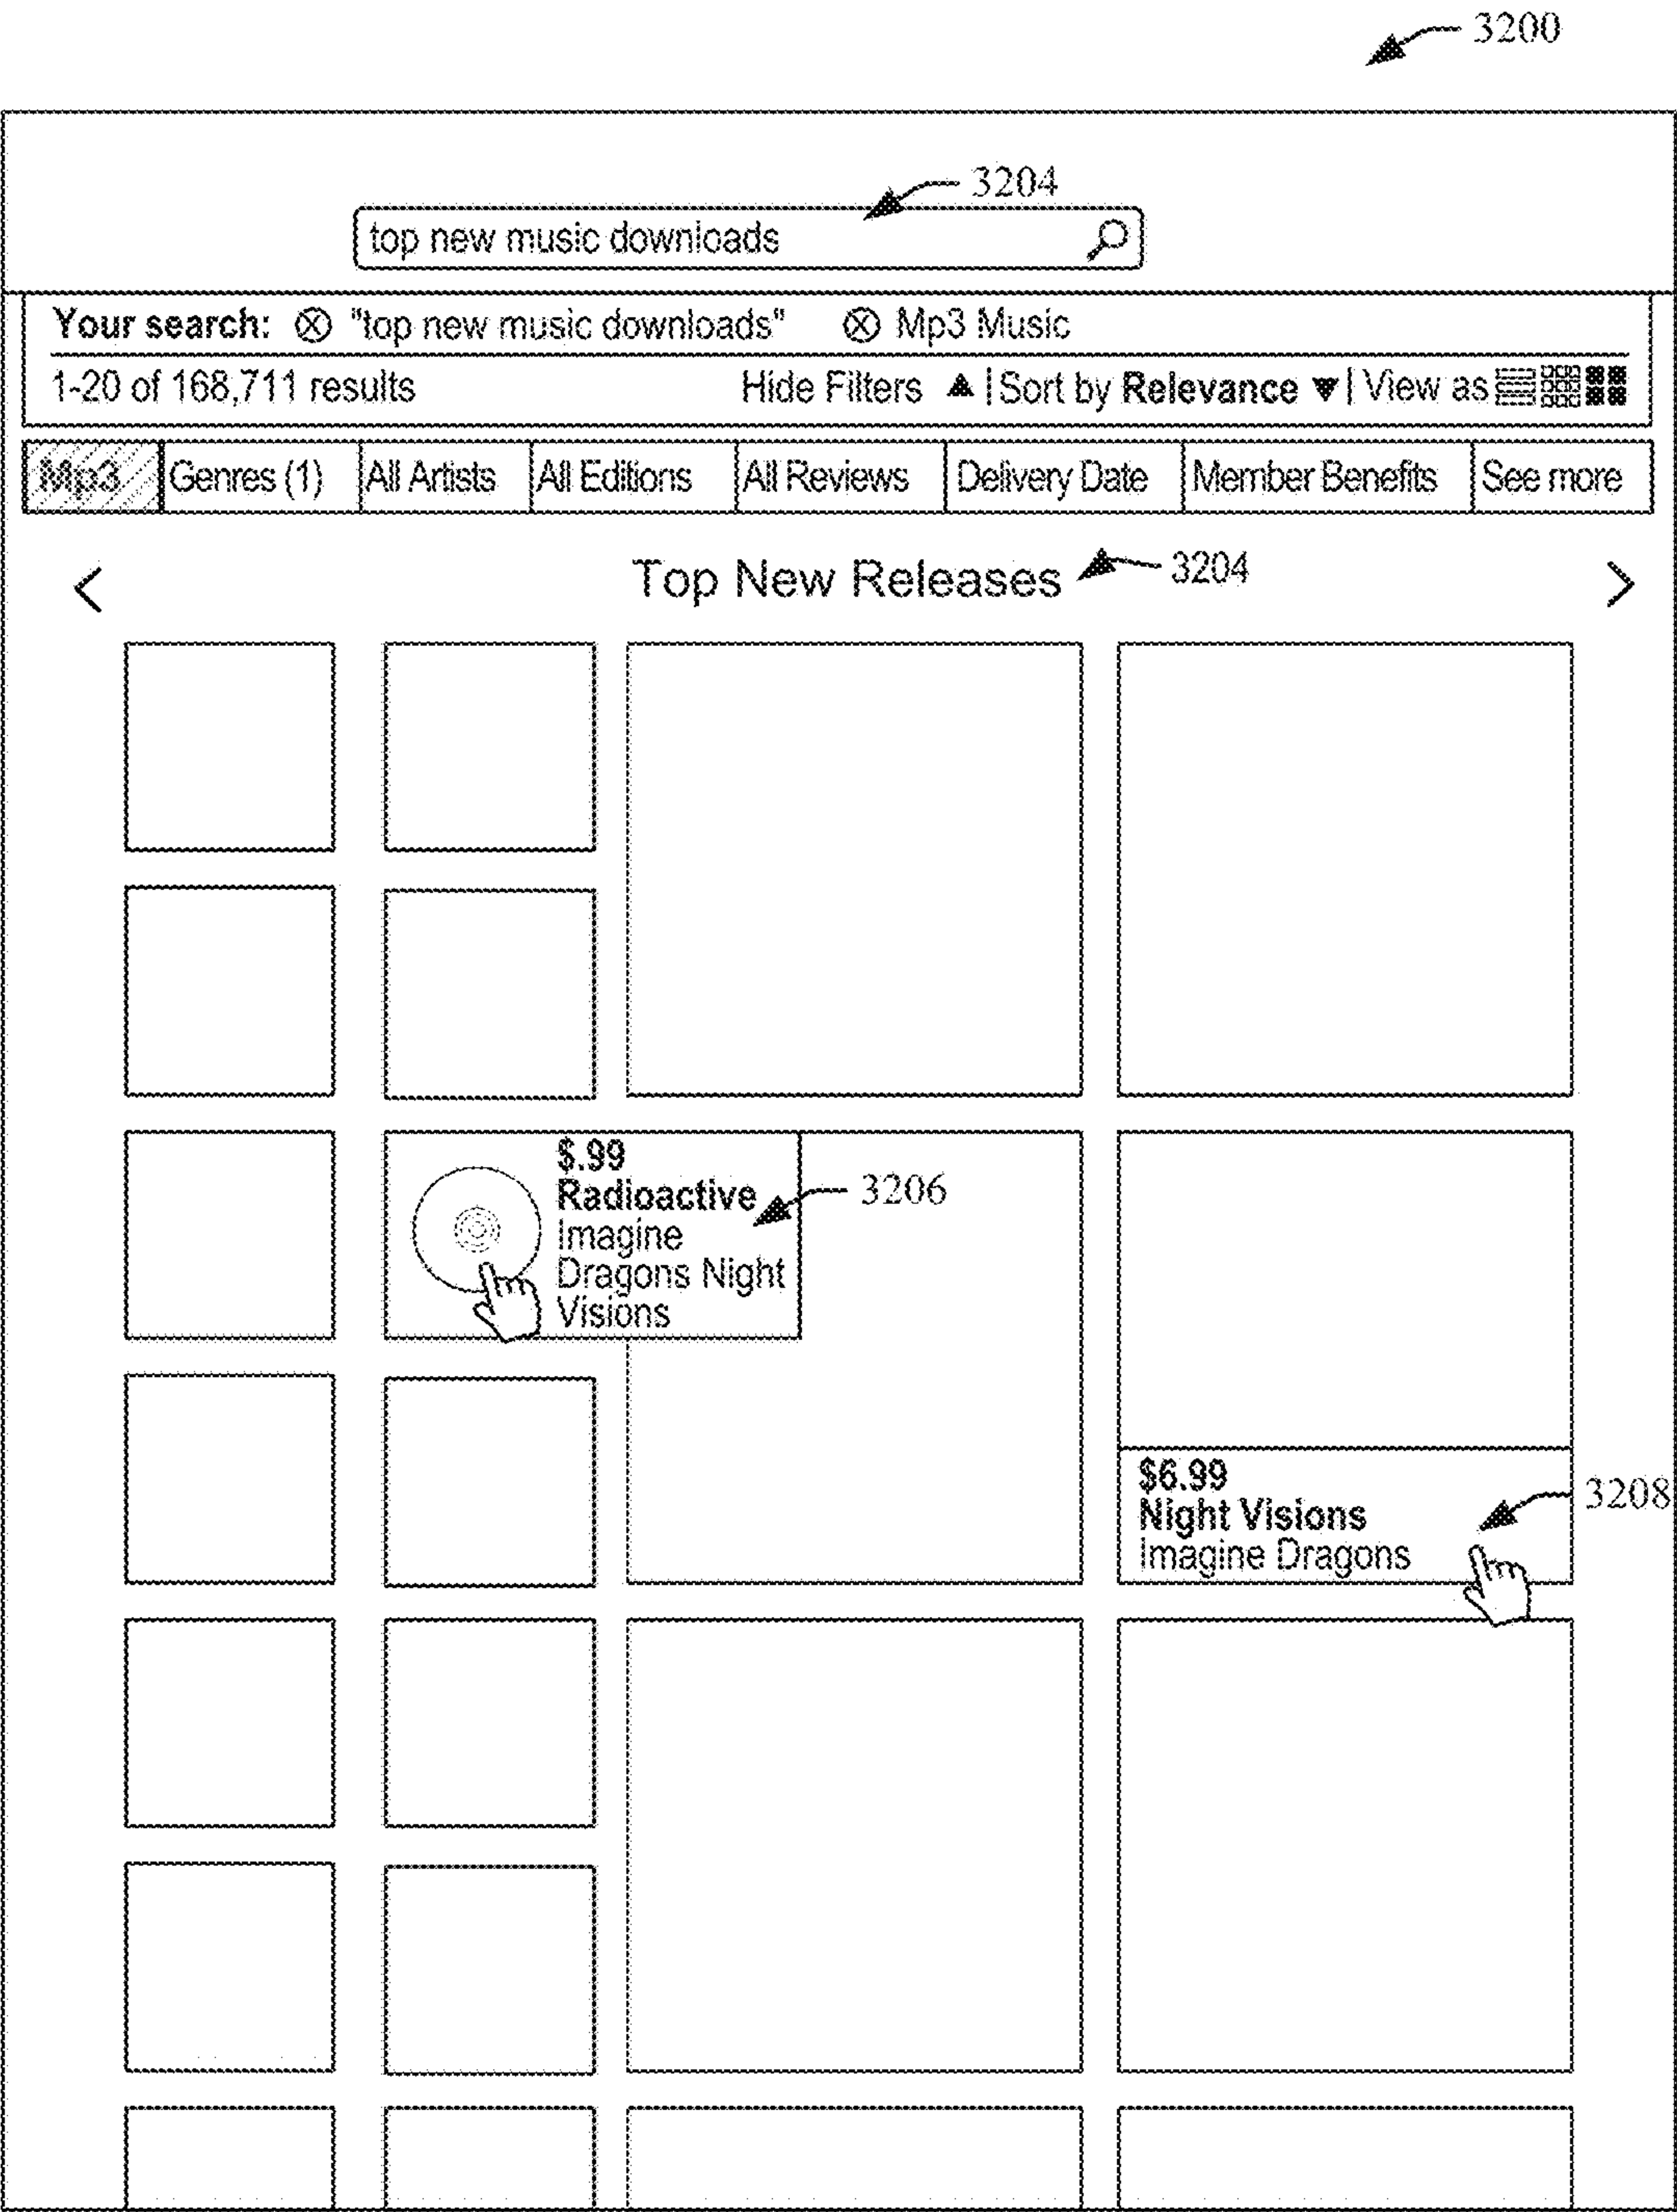 3200
3204
top new music downloads
Your search: ⓧ "top new music downloads" ⓧ Mp3 Music
1-20 of 168,711 results Hide Filters ▲ | Sort by Relevance ▼ | View as
Mp3 Genres (1) All Artists All Editions All Reviews Delivery Date Member Benefits See more
< Top New Releases 3204 >
$.99
Radioactive 3206
Imagine
Dragons Night
Visions
$6.99
Night Visions 3208
Imagine Dragons